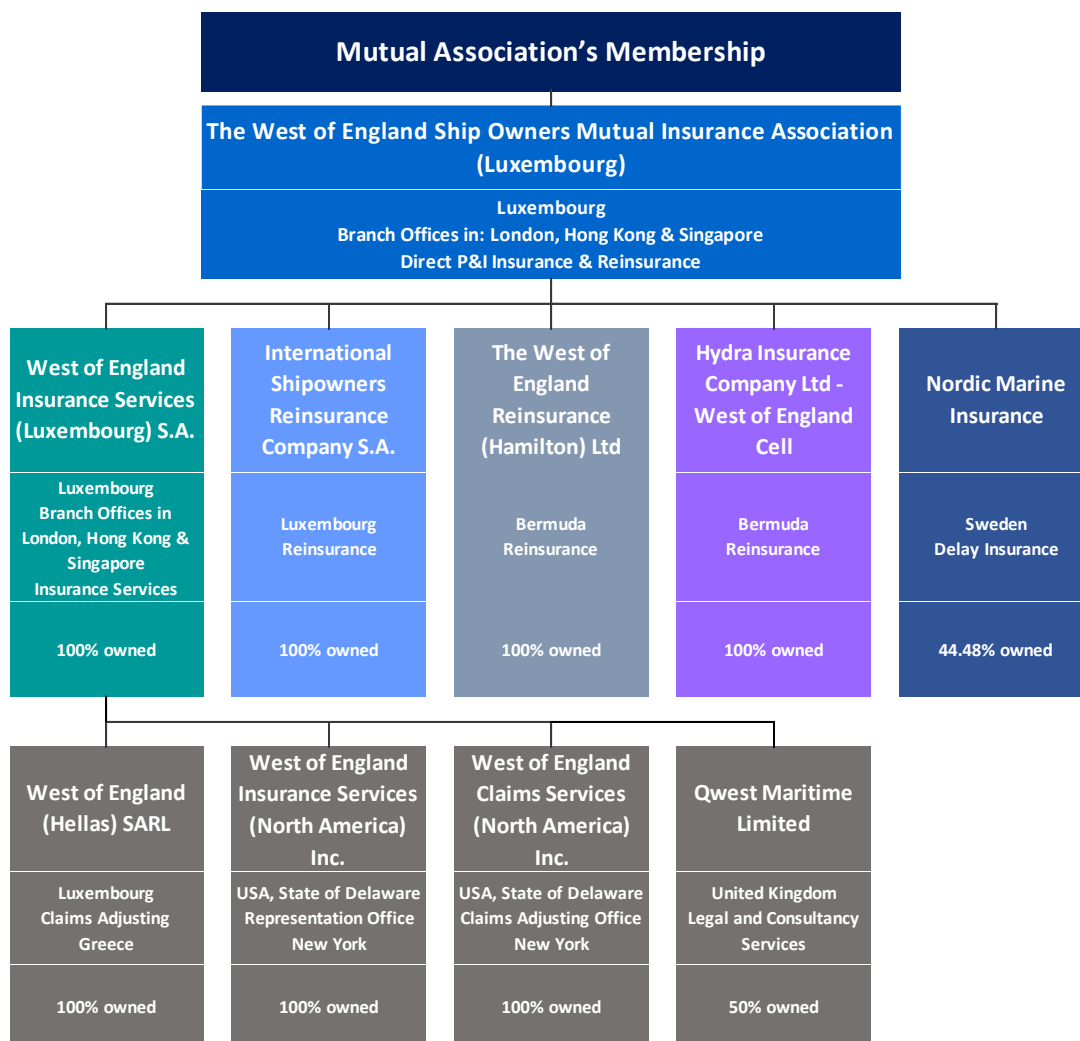 Mutual Association’s Membership
The West of England Ship Owners Mutual Insurance Association
(Luxembourg)
Luxembourg
Branch Offices in: London, Hong Kong & Singapore
Direct P&I Insurance & Reinsurance
West of England
Insurance Services
(Luxembourg) S.A.
Luxembourg
Branch Offices in
London, Hong Kong &
Singapore
Insurance Services
100% owned
International
Shipowners
Reinsurance
Company S.A.
Luxembourg
Reinsurance
100% owned
The West of
England
Reinsurance
(Hamilton) Ltd
Bermuda
Reinsurance
100% owned
Hydra Insurance
Company Ltd -
West of England
Cell
Bermuda
Reinsurance
100% owned
Nordic Marine
Insurance
Sweden
Delay Insurance
44.48% owned
West of England
(Hellas) SARL
Luxembourg
Claims Adjusting
Greece
100% owned
West of England
Insurance Services
(North America)
Inc.
USA, State of Delaware
Representation Office
New York
100% owned
West of England
Claims Services
(North America)
Inc.
USA, State of Delaware
Claims Adjusting Office
New York
100% owned
Qwest Maritime
Limited
United Kingdom
Legal and Consultancy
Services
50% owned